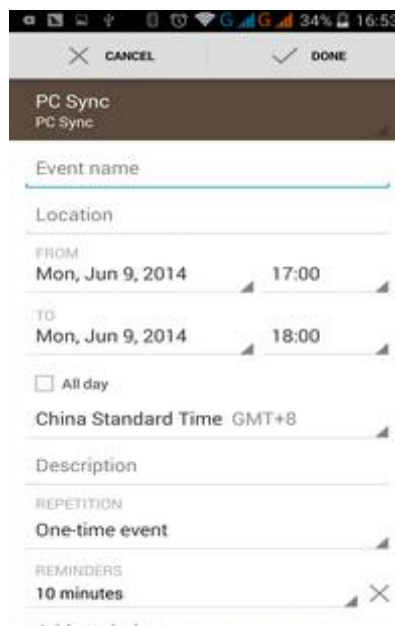 G G 34% 16:53
CANCEL DONE
PC Sync
PC Sync
Event name
Location
FROM
Mon, Jun 9, 2014 17:00
TO
Mon, Jun 9, 2014 18:00
All day
China Standard Time GMT+8
Description
REPETITION
One-time event
REMINDERS
10 minutes